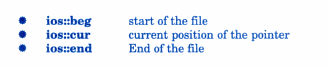 ✹ ios::beg start of the file
✹ ios::cur current position of the pointer
✹ ios::end End of the file